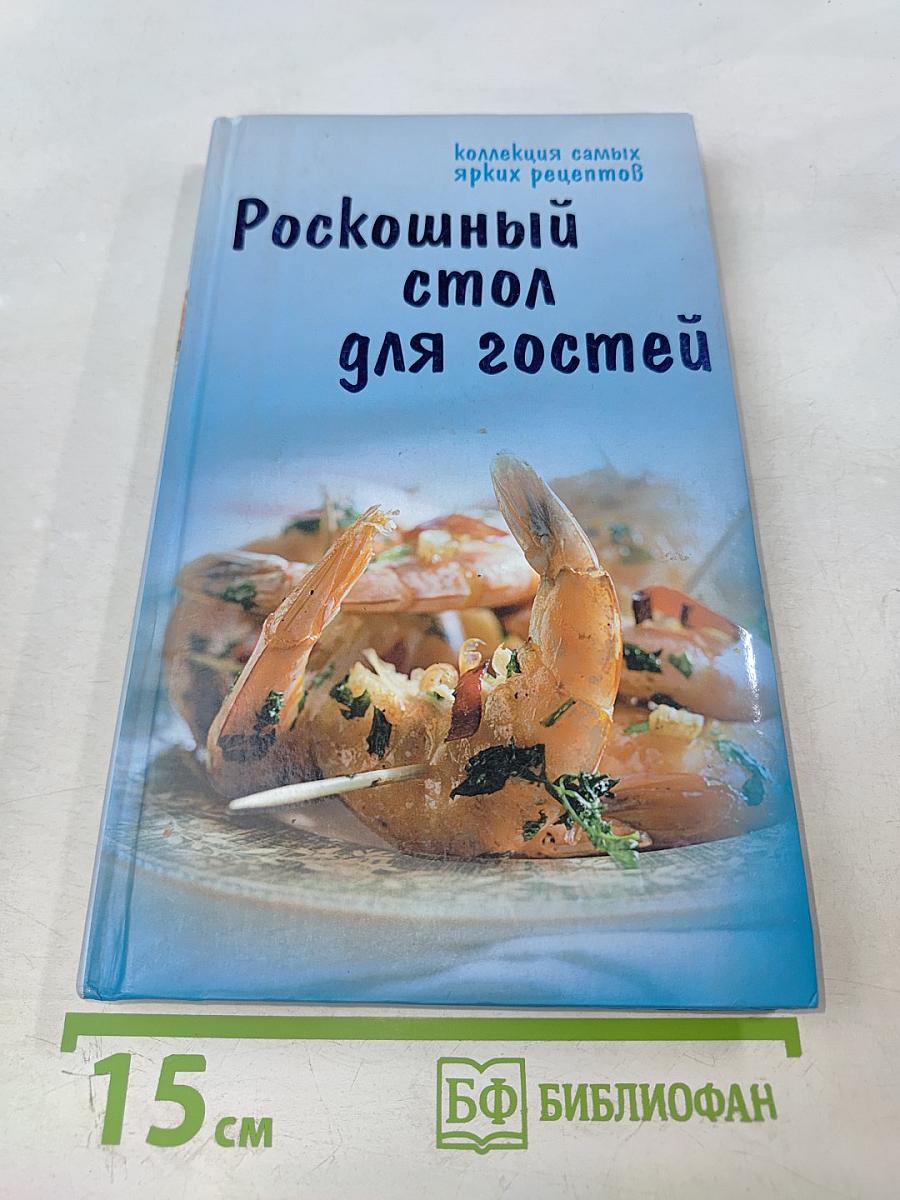 коллекция самых
ярких рецептов
Роскошный
стол
для гостей
15 см
БФ БИБЛИОФАН